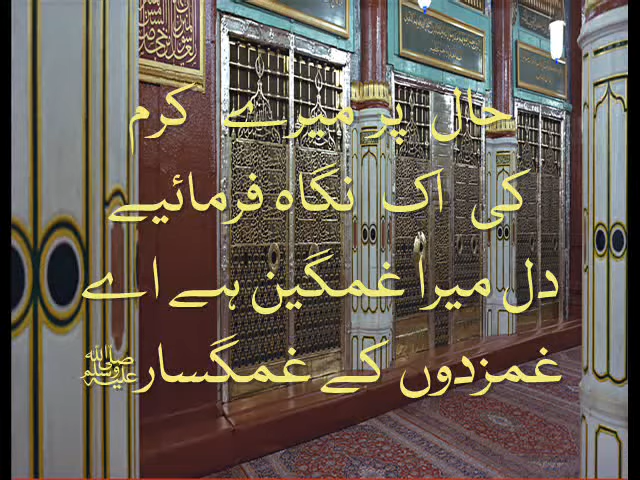 حال پر میرے کرم
کی اک نگاہ فرمائیے
دل میرا غمگین ہے اے
غمزدوں کے غمگسار ﷺ